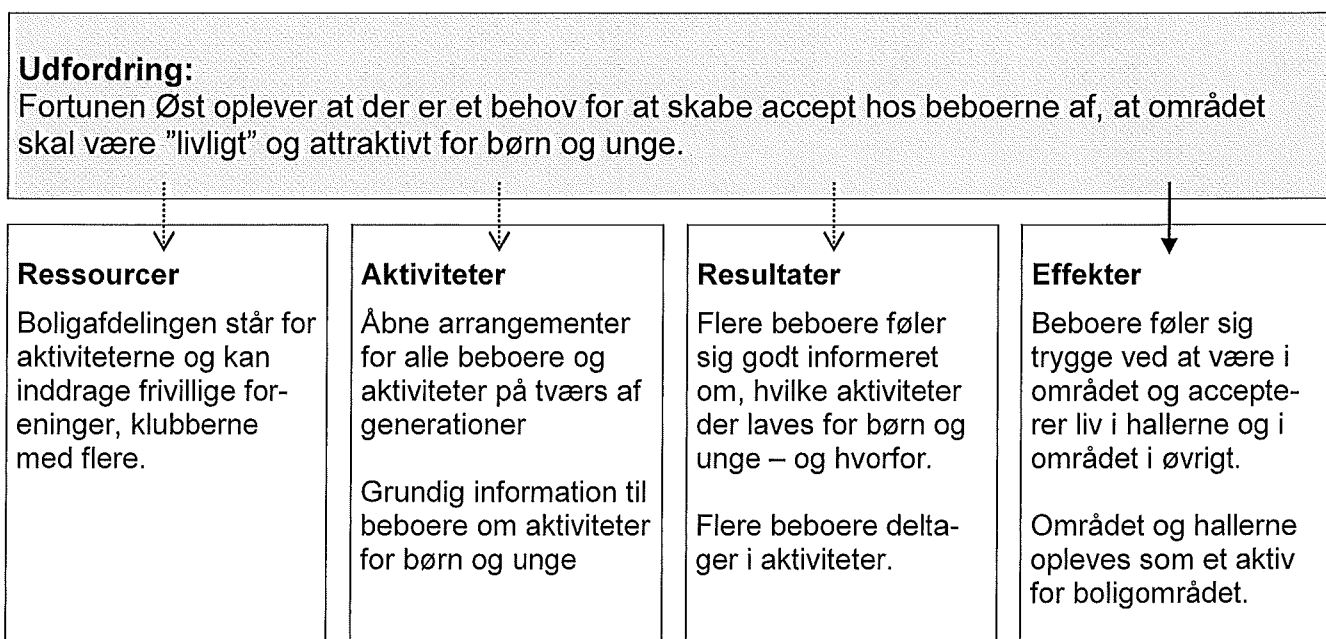 Udfordring:
Fortunen Øst oplever at der er et behov for at skabe accept hos beboerne af, at området
skal være ”livligt” og attraktivt for børn og unge.
Ressourcer
Boligafdelingen står for
aktiviteterne og kan
inddrage frivillige for-
eninger, klubberne
med flere.
Aktiviteter
Åbne arrangementer
for alle beboere og
aktiviteter på tværs af
generationer
Grundig information til
beboere om aktiviteter
for børn og unge
Resultater
Flere beboere føler
sig godt informeret
om, hvilke aktiviteter
der laves for børn og
unge – og hvorfor.
Flere beboere delta-
ger i aktiviteter.
Effekter
Beboere føler sig
trygge ved at være i
området og accepte-
rer liv i hallerne og i
området i øvrigt.
Området og hallerne
opleves som et aktiv
for boligområdet.